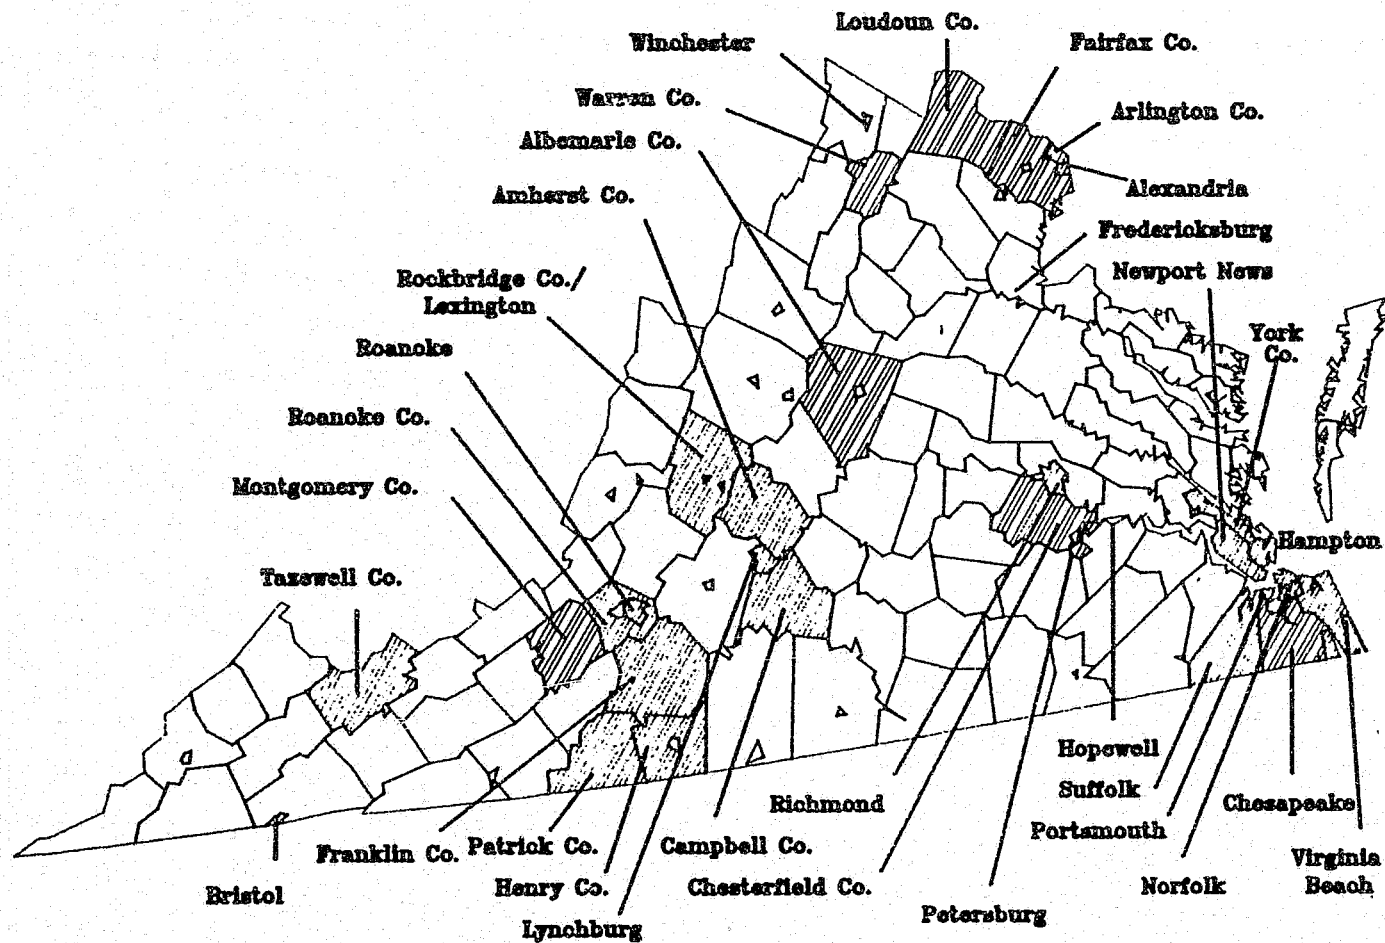 Loudoun Co.
Winchester
Fairfax Co.
Warren Co.
Arlington Co.
Albemarle Co.
Alexandria
Amherst Co.
Fredericksburg
Newport News
Rockbridge Co./
Lexington
York
Co.
Roanoke
Roanoke Co.
Montgomery Co.
Hampton
Tazewell Co.
Hopewell
Suffolk
Richmond
Chesapeake
Portsmouth
Franklin Co.
Patrick Co.
Campbell Co.
Virginia
Beach
Henry Co.
Chesterfield Co.
Norfolk
Bristol
Petersburg
Lynchburg